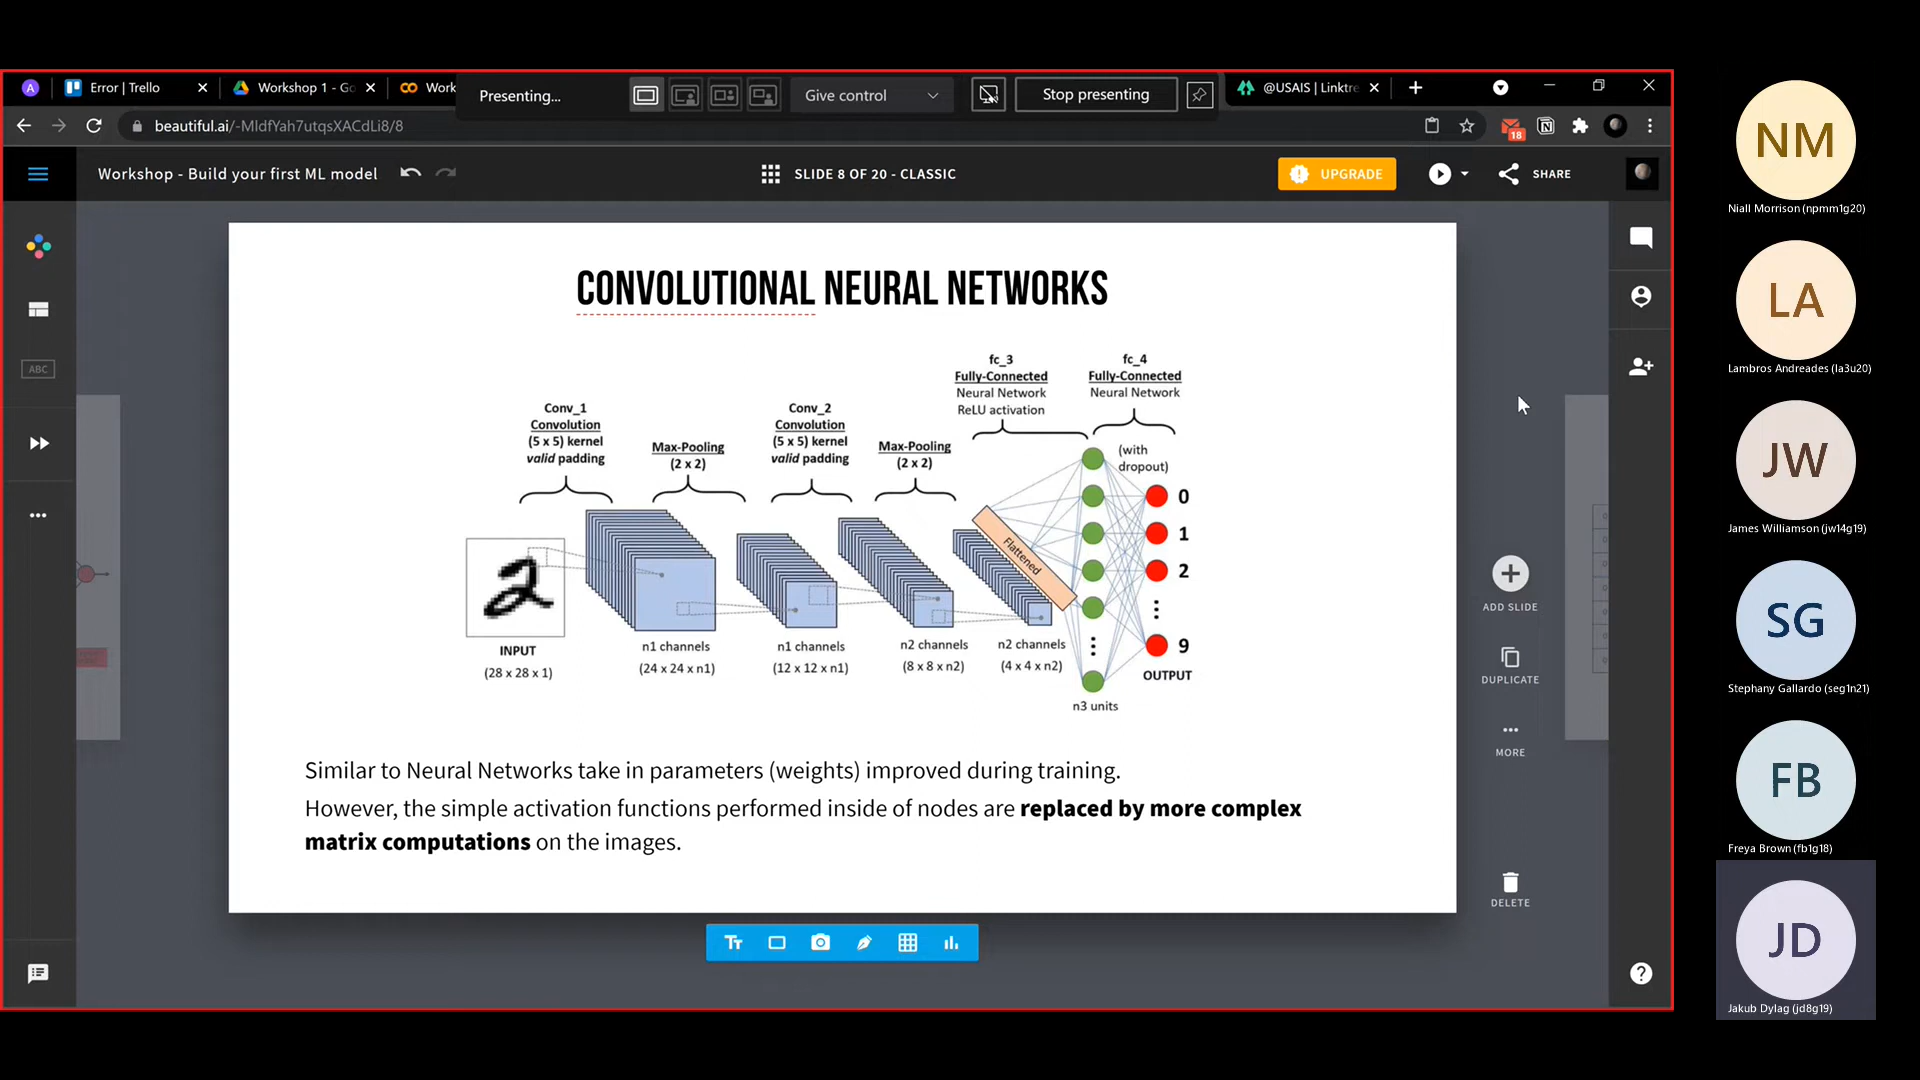 A
Error | Trello
Workshop 1 - Go
Work
Presenting...
Give control
Stop presenting
@USAIS | Linktre
beautiful.ai/-MldfYah7utqsXACdLi8/8
18
Workshop - Build your first ML model
SLIDE 8 OF 20 - CLASSIC
UPGRADE
SHARE
ABC
CONVOLUTIONAL NEURAL NETWORKS
Conv_1
Convolution
(5 x 5) kernel
valid padding
Max-Pooling
(2 x 2)
Conv_2
Convolution
(5 x 5) kernel
valid padding
Max-Pooling
(2 x 2)
fc_3
Fully-Connected
Neural Network
ReLU activation
fc_4
Fully-Connected
Neural Network
(with
dropout)
2
INPUT
(28 x 28 x 1)
n1 channels
(24 x 24 x n1)
n1 channels
(12 x 12 x n1)
n2 channels
(8 x 8 x n2)
n2 channels
(4 x 4 x n2)
Flattened
n3 units
0
1
2
9
OUTPUT
Similar to Neural Networks take in parameters (weights) improved during training.
However, the simple activation functions performed inside of nodes are replaced by more complex
matrix computations on the images.
ADD SLIDE
DUPLICATE
MORE
DELETE
Tr
?
NM
Niall Morrison (npmm1g20)
LA
Lambros Andreades (la3u20)
JW
James Williamson (jw14g19)
SG
Stephany Gallardo (seg1n21)
FB
Freya Brown (fb1g18)
JD
Jakub Dylag (jd8g19)